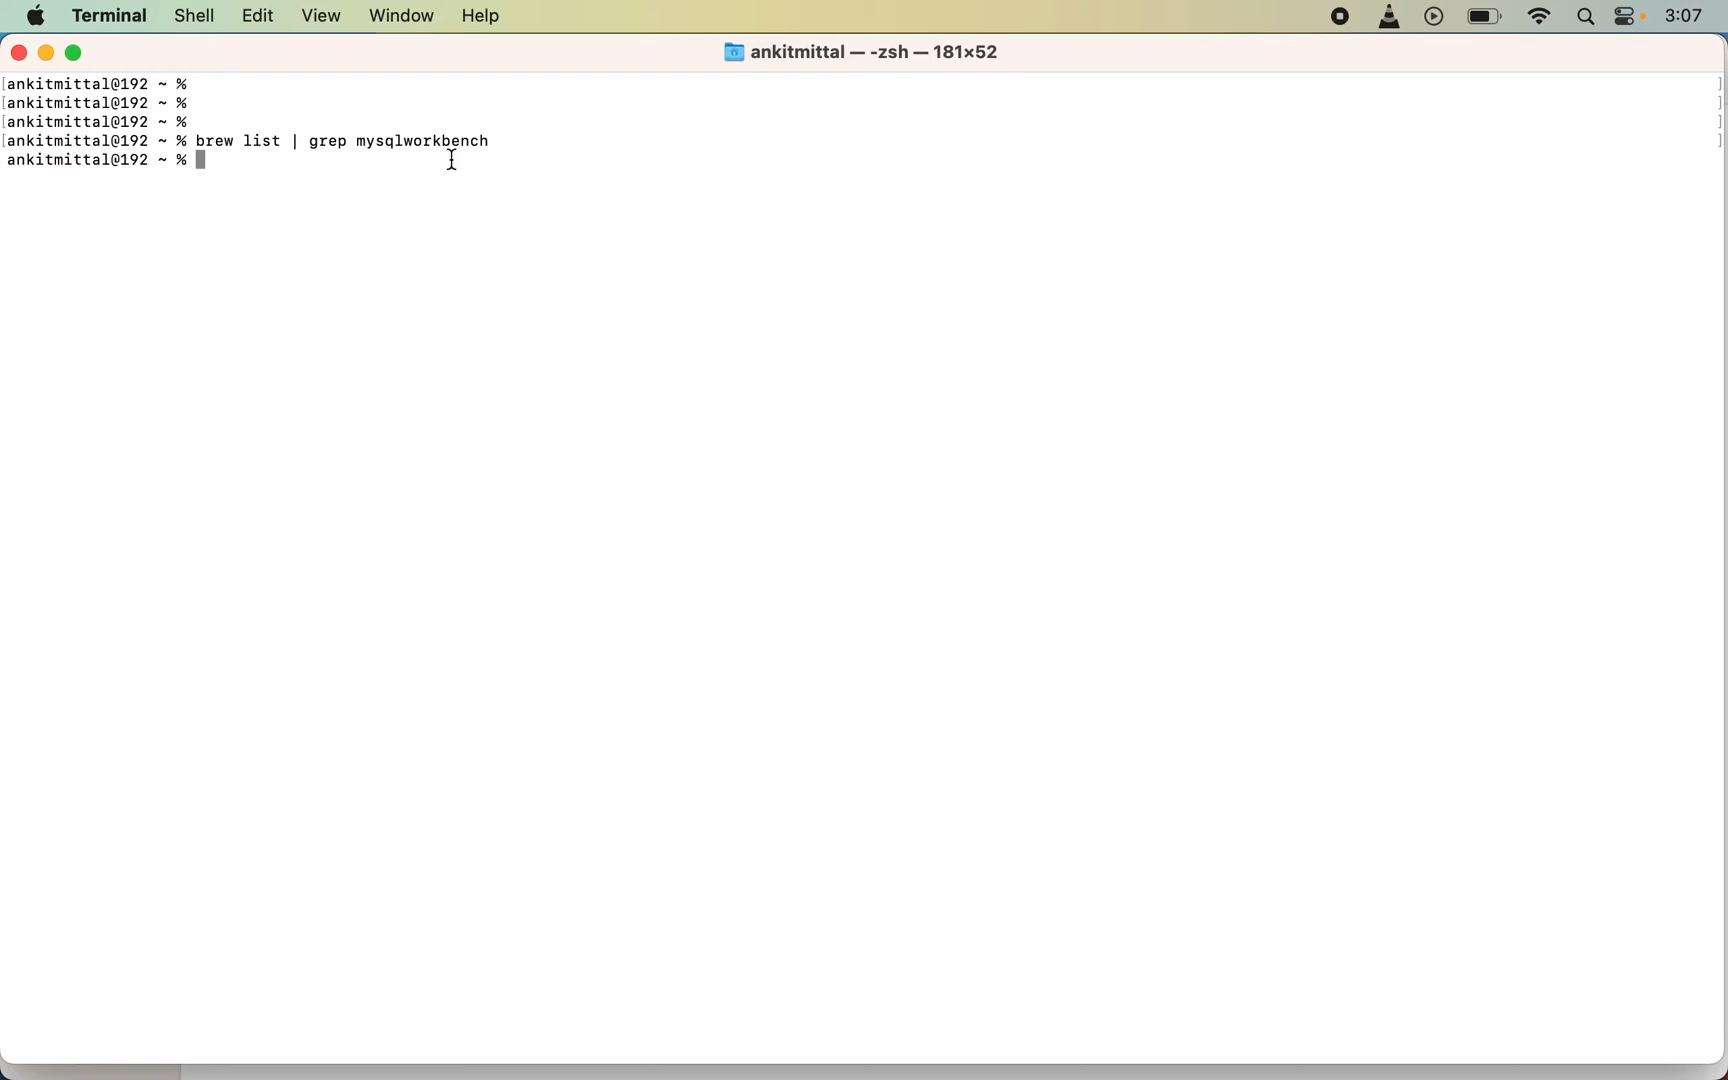 Terminal Shell Edit View Window Help 3:07
ankitmittal — -zsh — 181×52
[ankitmittal@192 ~ % ]
[ankitmittal@192 ~ % ]
[ankitmittal@192 ~ % ]
[ankitmittal@192 ~ % brew list | grep mysqlworkbench ]
ankitmittal@192 ~ %